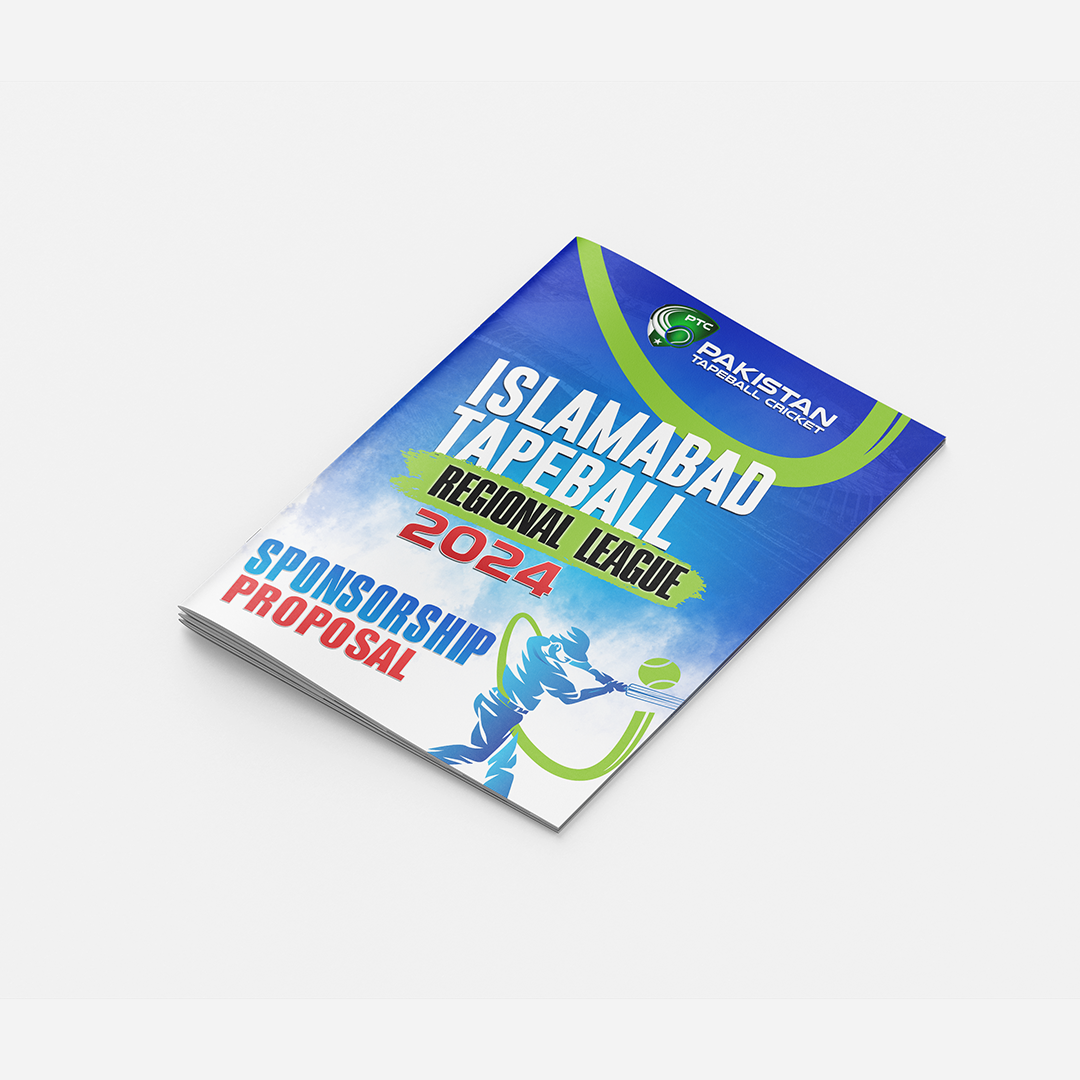 PTC
PAKISTAN
TAPEBALL CRICKET
ISLAMABAD
TAPEBALL
REGIONAL LEAGUE
2024
SPONSORSHIP
PROPOSAL